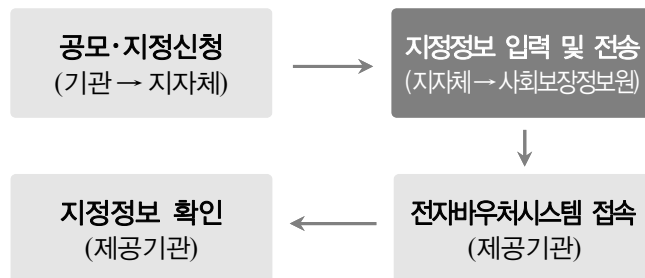 공모·지정신청
(기관 → 지자체)
지정정보 입력 및 전송
(지자체→사회보장정보원)
전자바우처시스템 접속
(제공기관)
지정정보 확인
(제공기관)